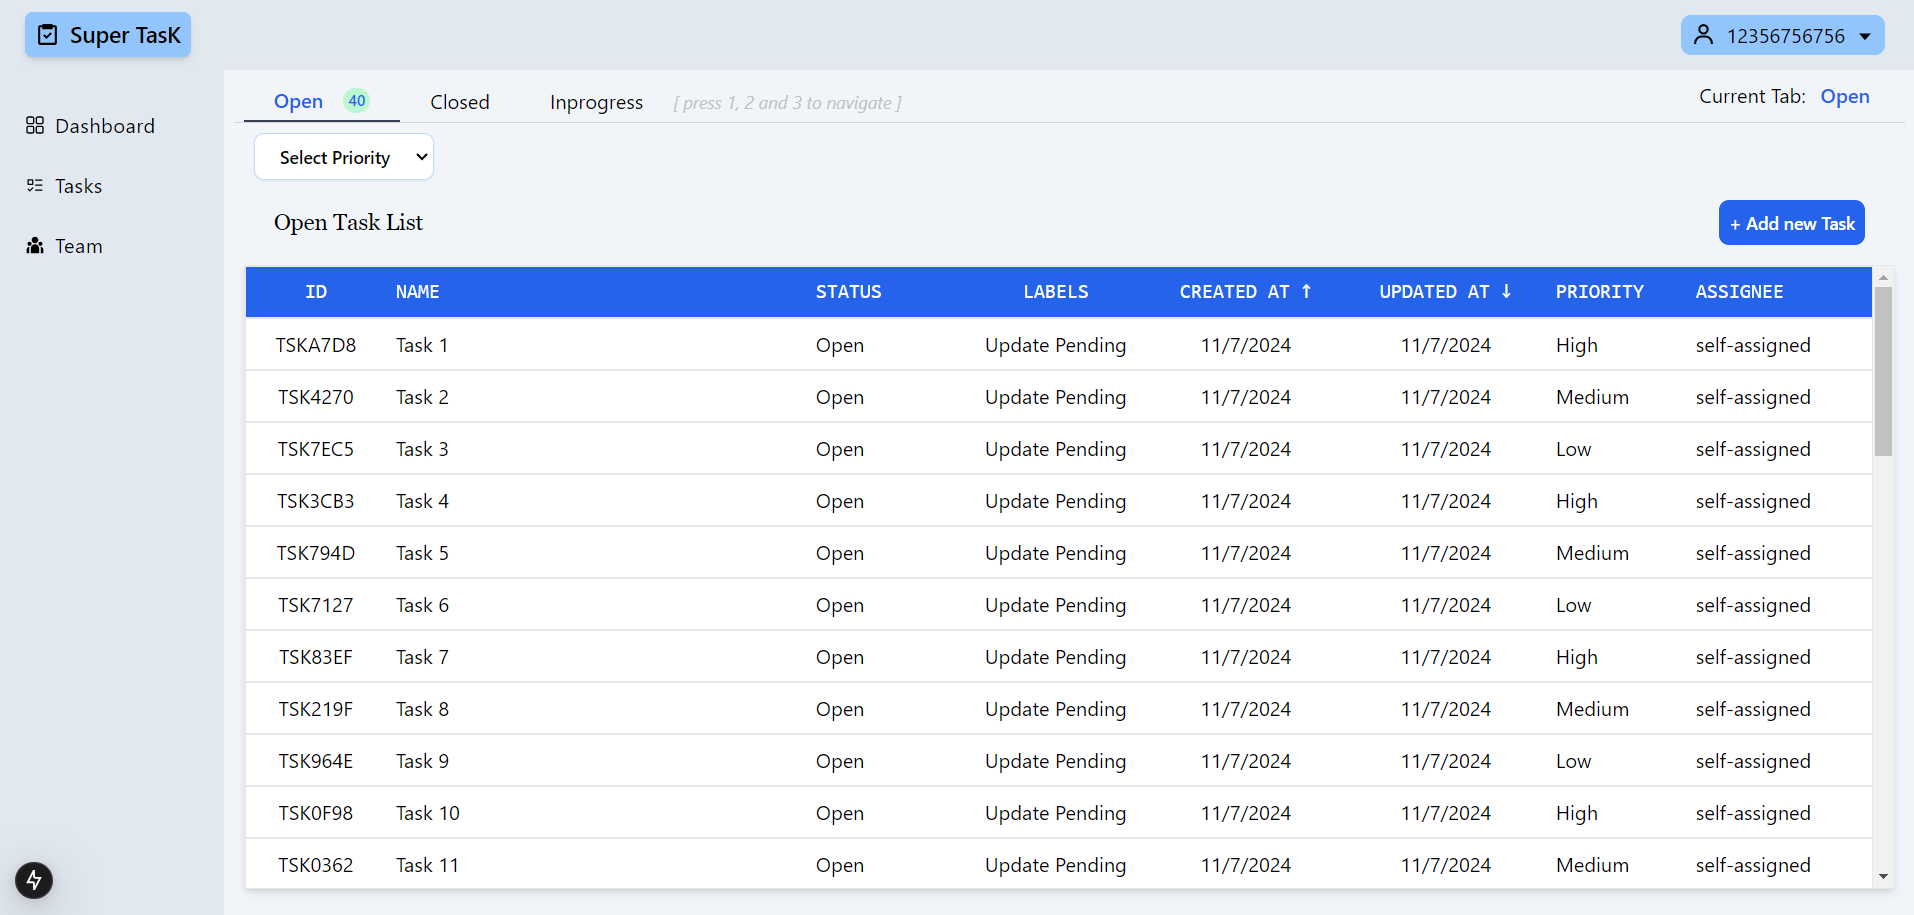 Super TasK
12356756756
Dashboard
Tasks
Team
Open 40 Closed Inprogress [ press 1, 2 and 3 to navigate ] Current Tab: Open
Select Priority
Open Task List
+ Add new Task
ID NAME STATUS LABELS CREATED AT ↑ UPDATED AT ↓ PRIORITY ASSIGNEE
TSKA7D8 Task 1 Open Update Pending 11/7/2024 11/7/2024 High self-assigned
TSK4270 Task 2 Open Update Pending 11/7/2024 11/7/2024 Medium self-assigned
TSK7EC5 Task 3 Open Update Pending 11/7/2024 11/7/2024 Low self-assigned
TSK3CB3 Task 4 Open Update Pending 11/7/2024 11/7/2024 High self-assigned
TSK794D Task 5 Open Update Pending 11/7/2024 11/7/2024 Medium self-assigned
TSK7127 Task 6 Open Update Pending 11/7/2024 11/7/2024 Low self-assigned
TSK83EF Task 7 Open Update Pending 11/7/2024 11/7/2024 High self-assigned
TSK219F Task 8 Open Update Pending 11/7/2024 11/7/2024 Medium self-assigned
TSK964E Task 9 Open Update Pending 11/7/2024 11/7/2024 Low self-assigned
TSK0F98 Task 10 Open Update Pending 11/7/2024 11/7/2024 High self-assigned
TSK0362 Task 11 Open Update Pending 11/7/2024 11/7/2024 Medium self-assigned